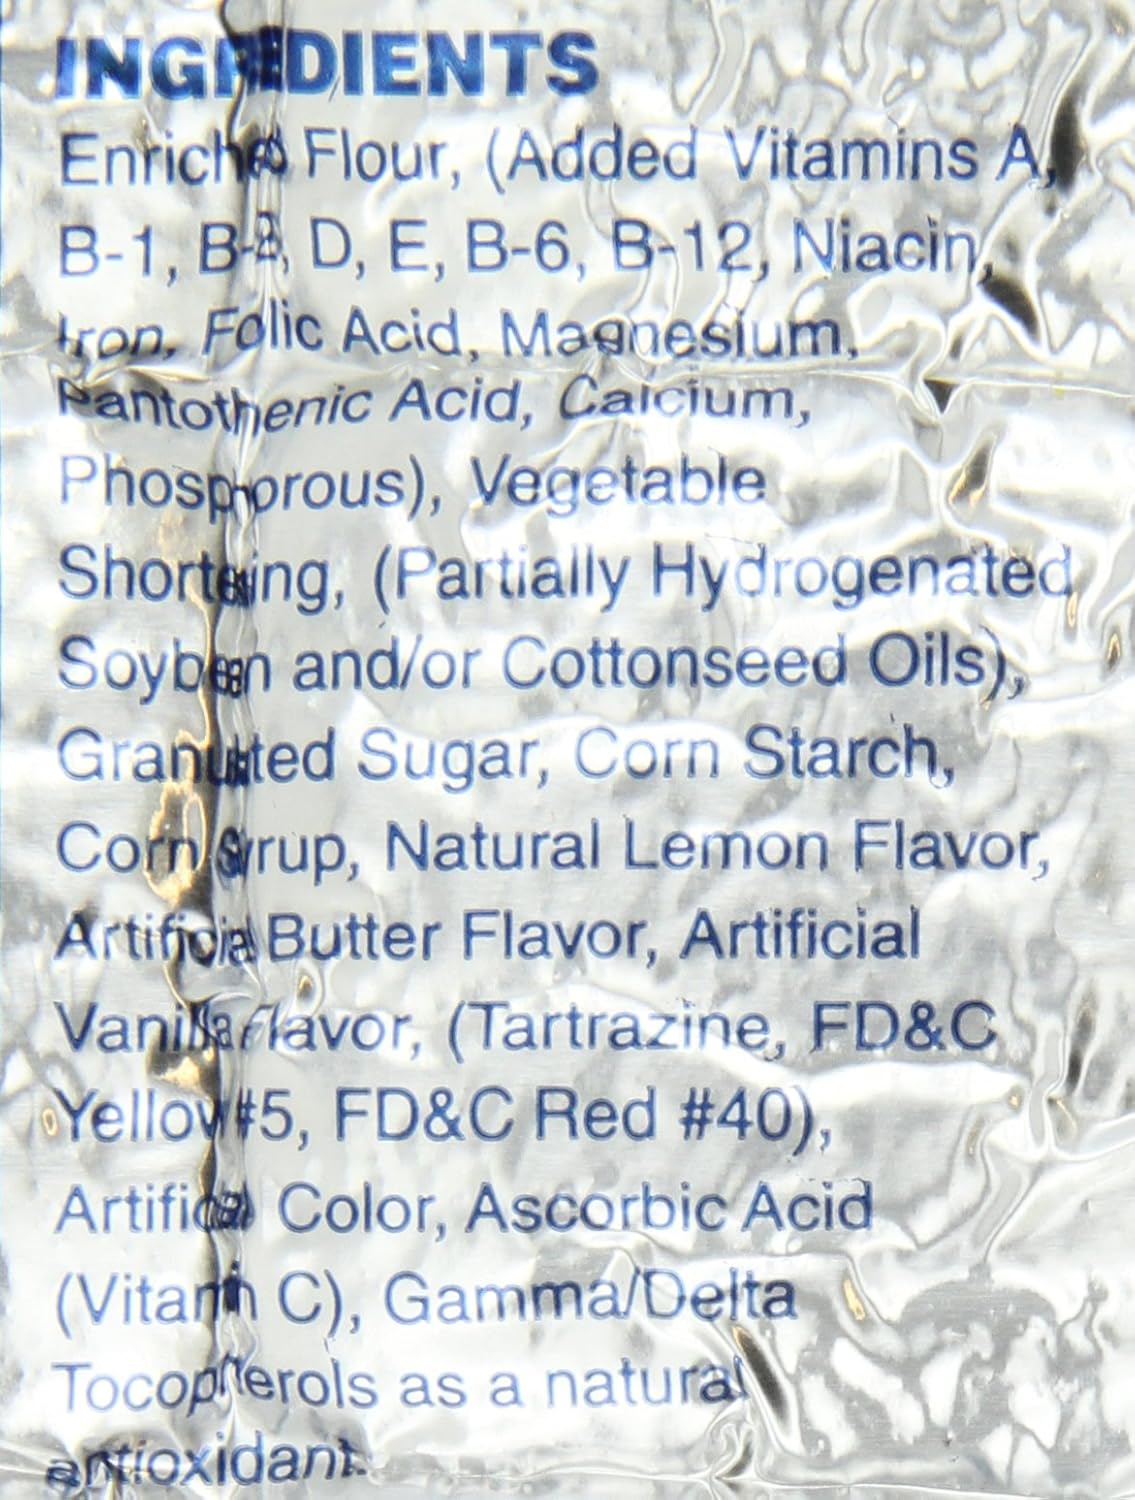 INGREDIENTS
Enriched Flour, (Added Vitamins A,
B-1, B-2, D, E, B-6, B-12, Niacin,
Iron, Folic Acid, Magnesium,
Pantothenic Acid, Calcium,
Phosporous), Vegetable
Shortening, (Partially Hydrogenated
Soybean and/or Cottonseed Oils),
Granulated Sugar, Corn Starch,
Corn Syrup, Natural Lemon Flavor,
Artificial Butter Flavor, Artificial
Vanilla Flavor, (Tartrazine, FD&C
Yellow #5, FD&C Red #40),
Artificial Color, Ascorbic Acid
(Vitamin C), Gamma/Delta
Tocopherols as a natural
antioxidant.